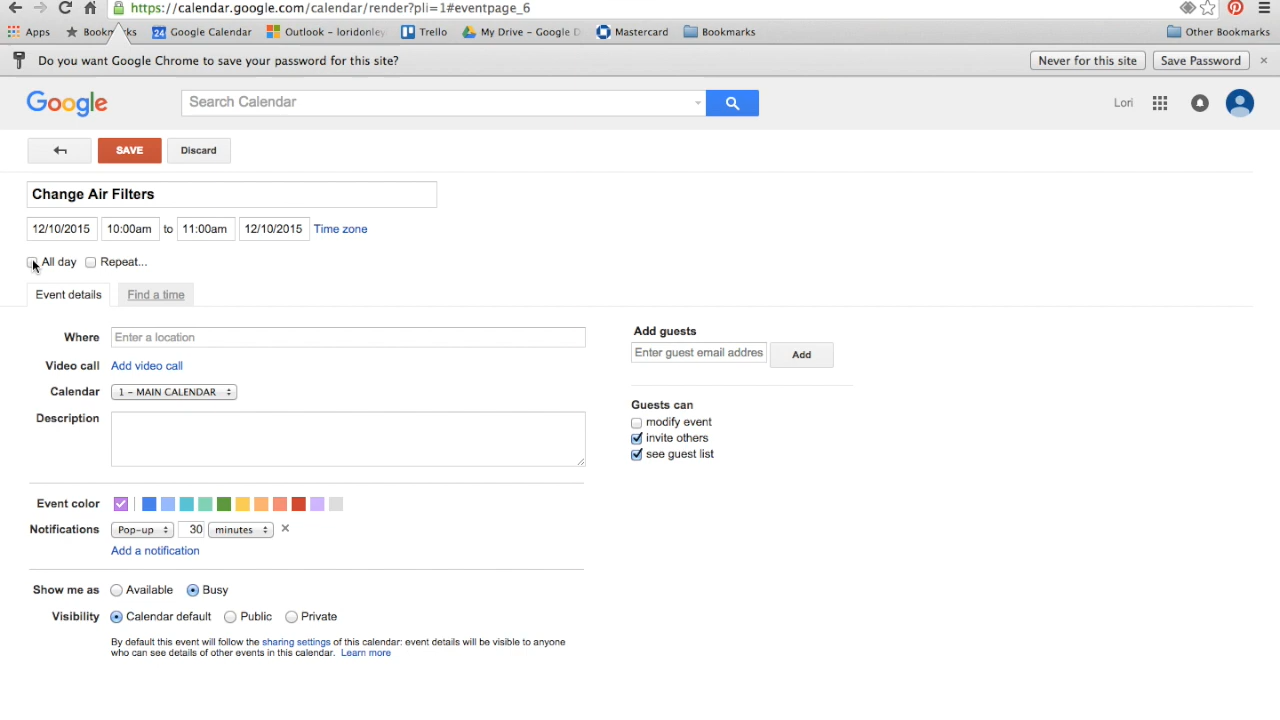 https://calendar.google.com/calendar/render?pli=1#eventpage_6
Apps Bookmarks 24 Google Calendar Outlook - loridonley Trello My Drive - Google D Mastercard Bookmarks Other Bookmarks
Do you want Google Chrome to save your password for this site? Never for this site Save Password ×
Google Search Calendar Lori
SAVE Discard
Change Air Filters
12/10/2015 10:00am to 11:00am 12/10/2015 Time zone
All day Repeat...
Event details Find a time
Where Enter a location
Video call Add video call
Calendar 1 - MAIN CALENDAR
Description
Event color
Notifications Pop-up 30 minutes ×
Add a notification
Show me as Available Busy
Visibility Calendar default Public Private
By default this event will follow the sharing settings of this calendar: event details will be visible to anyone
who can see details of other events in this calendar. Learn more
Add guests
Enter guest email addres Add
Guests can
modify event
invite others
see guest list